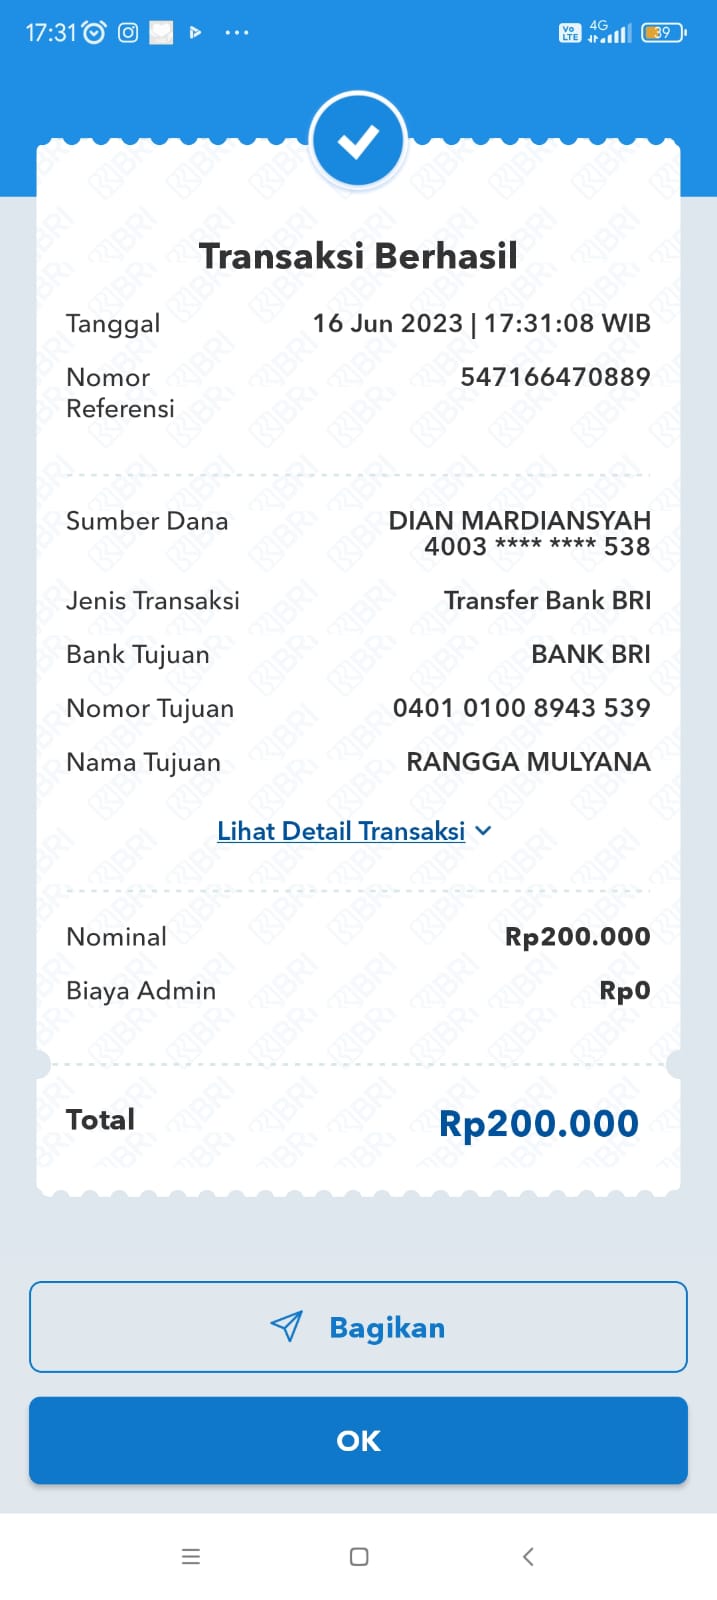 17:31
Vo LTE 4G 39
Transaksi Berhasil
Tanggal 16 Jun 2023 | 17:31:08 WIB
Nomor 547166470889
Referensi
Sumber Dana DIAN MARDIANSYAH
4003 **** **** 538
Jenis Transaksi Transfer Bank BRI
Bank Tujuan BANK BRI
Nomor Tujuan 0401 0100 8943 539
Nama Tujuan RANGGA MULYANA
Lihat Detail Transaksi
Nominal Rp200.000
Biaya Admin Rp0
Total Rp200.000
Bagikan
OK